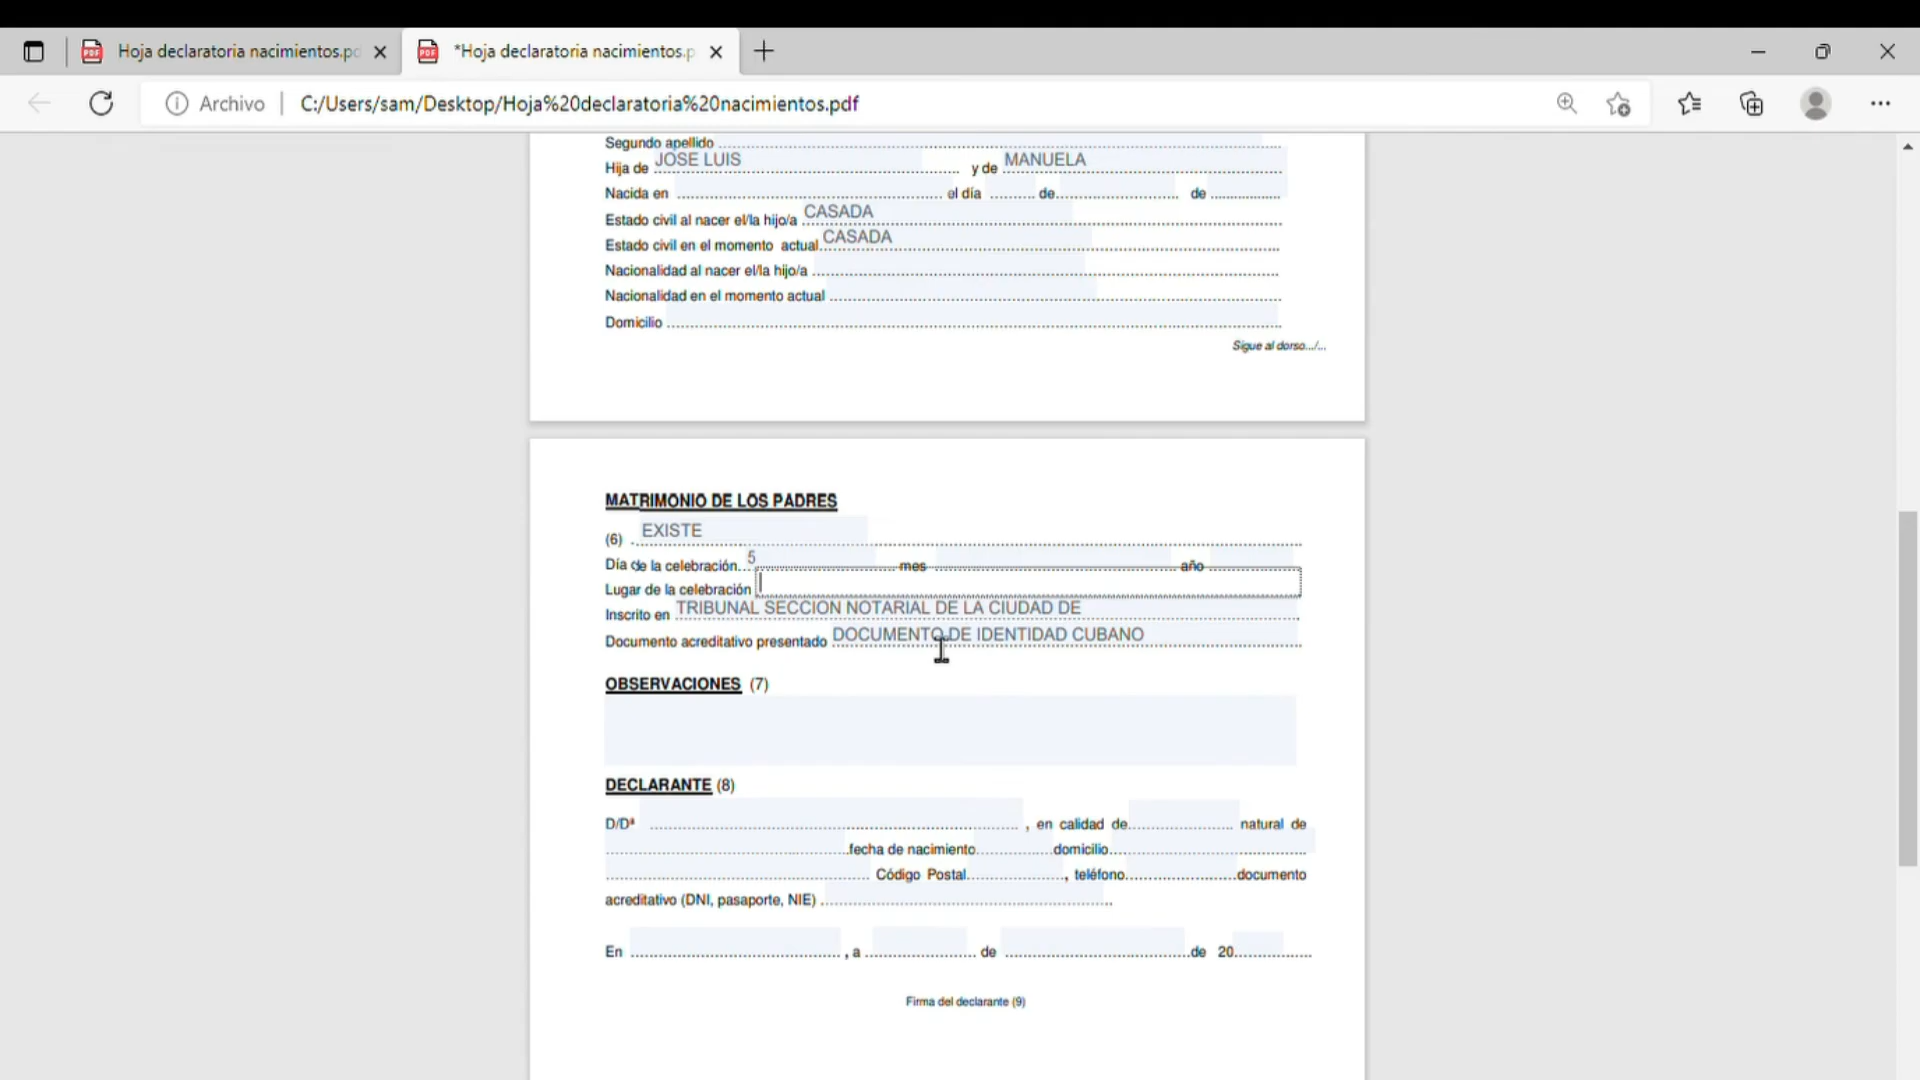 Hoja declaratoria nacimientos.pd
*Hoja declaratoria nacimientos.p
Archivo
C:/Users/sam/Desktop/Hoja%20declaratoria%20nacimientos.pdf
Segundo apellido
Hija de JOSE LUIS y de MANUELA
Nacida en el día de de
Estado civil al nacer el/la hijo/a CASADA
Estado civil en el momento actual CASADA
Nacionalidad al nacer el/la hijo/a
Nacionalidad en el momento actual
Domicilio
Sigue al dorso.../...
MATRIMONIO DE LOS PADRES
(6) EXISTE
Día de la celebración 5 mes año
Lugar de la celebración
Inscrito en TRIBUNAL SECCION NOTARIAL DE LA CIUDAD DE
Documento acreditativo presentado DOCUMENTO DE IDENTIDAD CUBANO
OBSERVACIONES (7)
DECLARANTE (8)
D/Dª , en calidad de natural de
fecha de nacimiento domicilio
Código Postal , teléfono documento
acreditativo (DNI, pasaporte, NIE)
En , a de de 20
Firma del declarante (9)